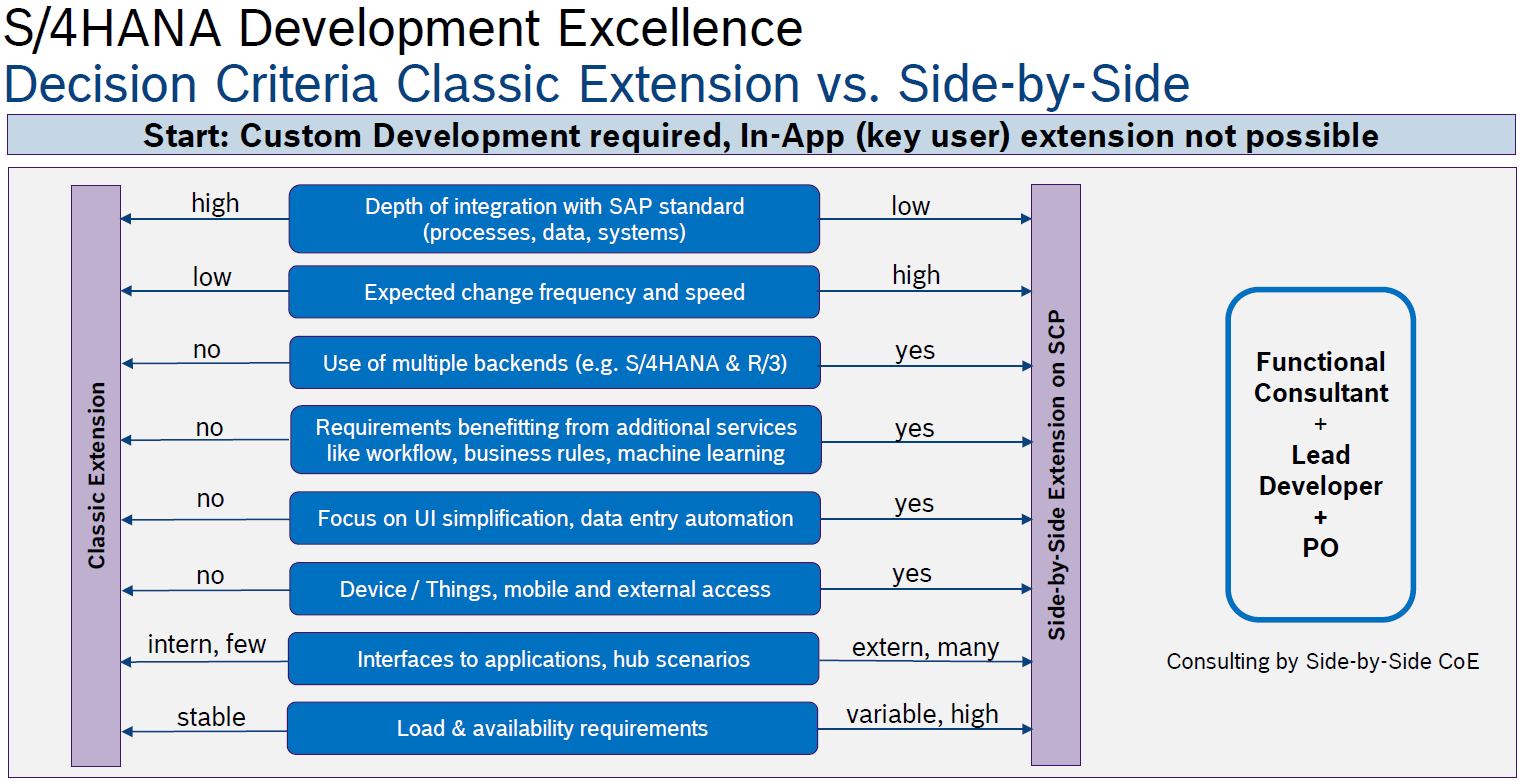 S/4HANA Development Excellence
Decision Criteria Classic Extension vs. Side-by-Side
Start: Custom Development required, In-App (key user) extension not possible
Classic Extension
high
Depth of integration with SAP standard
(processes, data, systems)
low
low
Expected change frequency and speed
high
no
Use of multiple backends (e.g. S/4HANA & R/3)
yes
no
Requirements benefitting from additional services
like workflow, business rules, machine learning
yes
no
Focus on UI simplification, data entry automation
yes
no
Device / Things, mobile and external access
yes
intern, few
Interfaces to applications, hub scenarios
extern, many
stable
Load & availability requirements
variable, high
Side-by-Side Extension on SCP
Functional
Consultant
+
Lead
Developer
+
PO
Consulting by Side-by-Side CoE